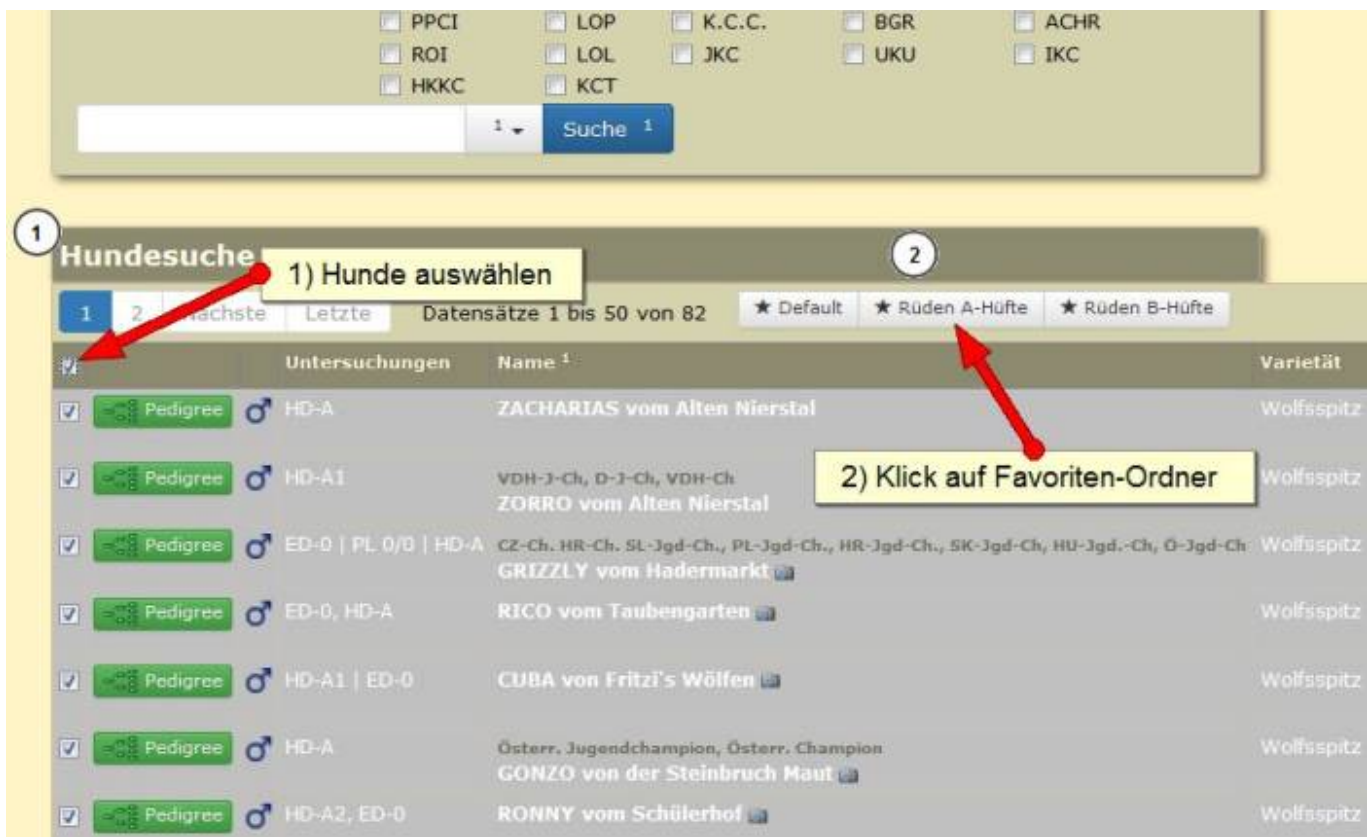 PPCI LOP K.C.C. BGR ACHR
ROI LOL JKC UKU IKC
HKKC KCT
1 Suche 1
1
Hundesuche
2
1) Hunde auswählen
1 2 Nächste Letzte Datensätze 1 bis 50 von 82 ★ Default ★ Rüden A-Hüfte ★ Rüden B-Hüfte
Untersuchungen Name 1 Varietät
Pedigree ♂ HD-A ZACHARIAS vom Alten Nierstal Wolfsspitz
2) Klick auf Favoriten-Ordner
Pedigree ♂ HD-A1 VDH-J-Ch, D-J-Ch, VDH-Ch Wolfsspitz
ZORRO vom Alten Nierstal
Pedigree ♂ ED-0 | PL 0/0 | HD-A CZ-Ch. HR-Ch. SL-Jgd-Ch., PL-Jgd-Ch., HR-Jgd-Ch., SK-Jgd-Ch, HU-Jgd.-Ch, Ö-Jgd-Ch Wolfsspitz
GRIZZLY vom Hadermarkt
Pedigree ♂ ED-0, HD-A RICO vom Taubengarten Wolfsspitz
Pedigree ♂ HD-A1 | ED-0 CUBA von Fritzi's Wölfen Wolfsspitz
Pedigree ♂ HD-A Österr. Jugendchampion, Österr. Champion Wolfsspitz
GONZO von der Steinbruch Maut
Pedigree ♂ HD-A2, ED-0 RONNY vom Schülerhof Wolfsspitz